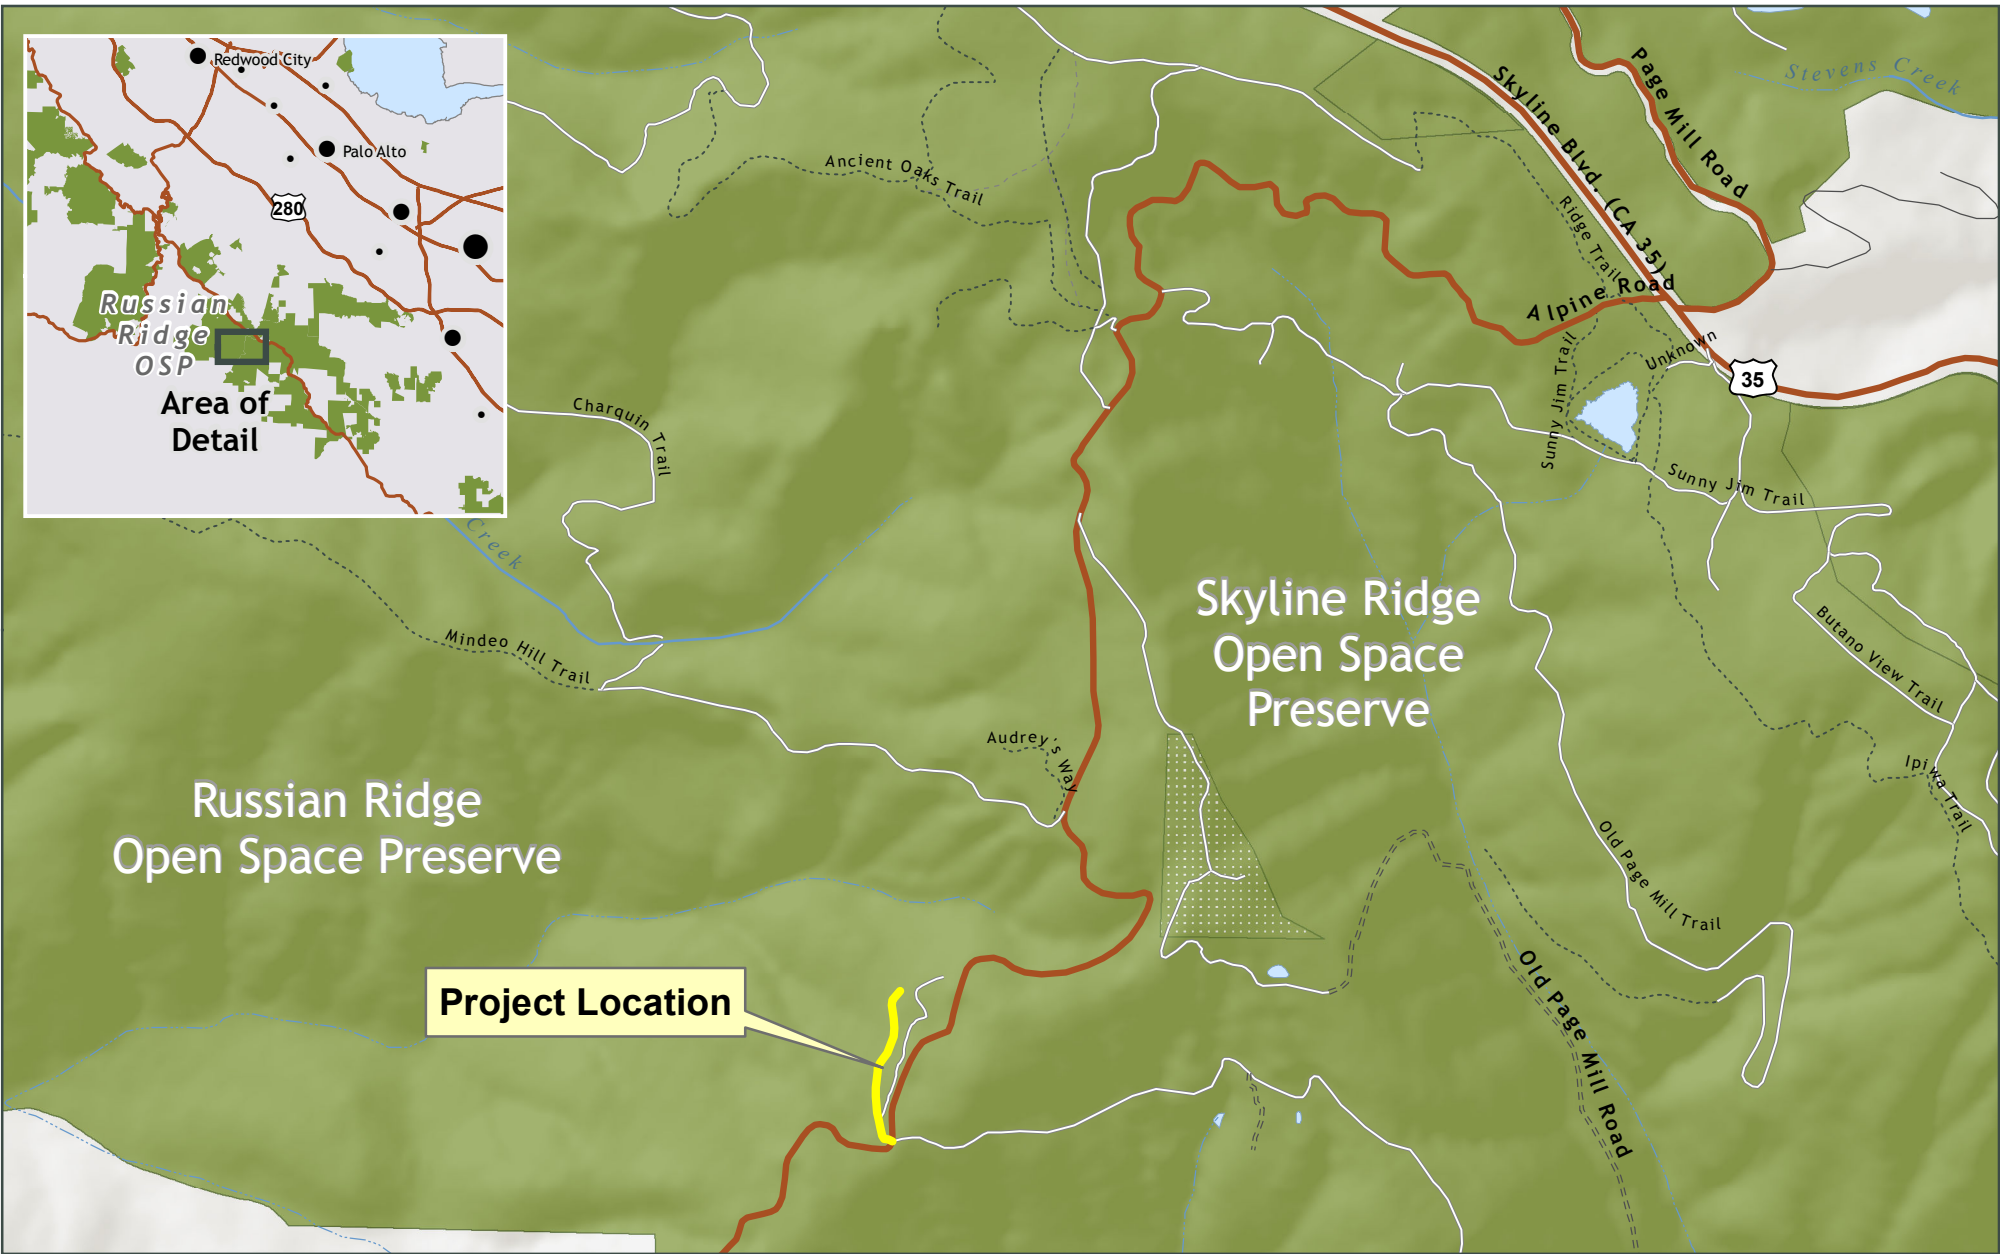 Redwood City
Palo Alto
280
Russian
Ridge
OSP
Area of
Detail
Ancient Oaks Trail
Skyline Blvd. (CA 35)
Page Mill Road
Stevens Creek
Ridge Trail
Alpine Road
Unknown
35
Sunny Jim Trail
Sunny Jim Trail
Charquin Trail
Creek
Mindeo Hill Trail
Skyline Ridge
Open Space
Preserve
Butano View Trail
Ipiwa Trail
Audrey's Way
Russian Ridge
Open Space Preserve
Old Page Mill Trail
Old Page Mill Road
Project Location